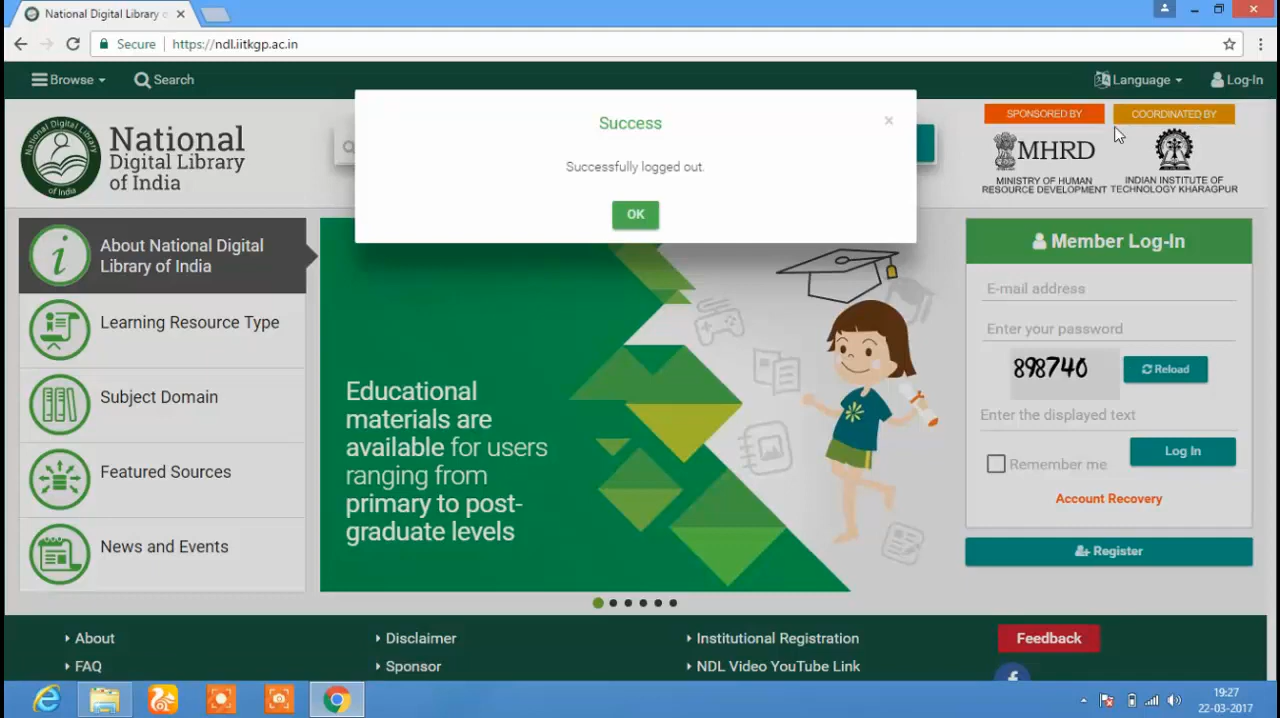 National Digital Library o
Secure
https://ndl.iitkgp.ac.in
Browse
Search
Language
Log-In
National
Digital Library
of India
Success
Successfully logged out.
OK
SPONSORED BY
COORDINATED BY
MHRD
MINISTRY OF HUMAN
RESOURCE DEVELOPMENT
INDIAN INSTITUTE OF
TECHNOLOGY KHARAGPUR
About National Digital
Library of India
Learning Resource Type
Subject Domain
Featured Sources
News and Events
Educational
materials are
available for users
ranging from
primary to post-
graduate levels
Member Log-In
E-mail address
Enter your password
898740
Reload
Enter the displayed text
Remember me
Log In
Account Recovery
Register
About
Disclaimer
Institutional Registration
Feedback
FAQ
Sponsor
NDL Video YouTube Link
19:27
22-03-2017